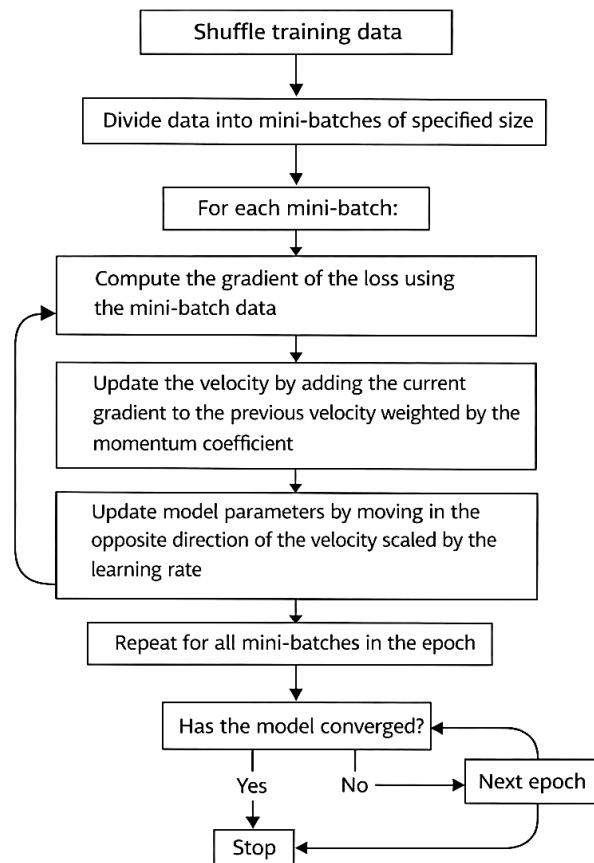 Shuffle training data
Divide data into mini-batches of specified size
For each mini-batch:
Compute the gradient of the loss using
the mini-batch data
Update the velocity by adding the current
gradient to the previous velocity weighted by the
momentum coefficient
Update model parameters by moving in the
opposite direction of the velocity scaled by the
learning rate
Repeat for all mini-batches in the epoch
Has the model converged?
Yes
No
Next epoch
Stop